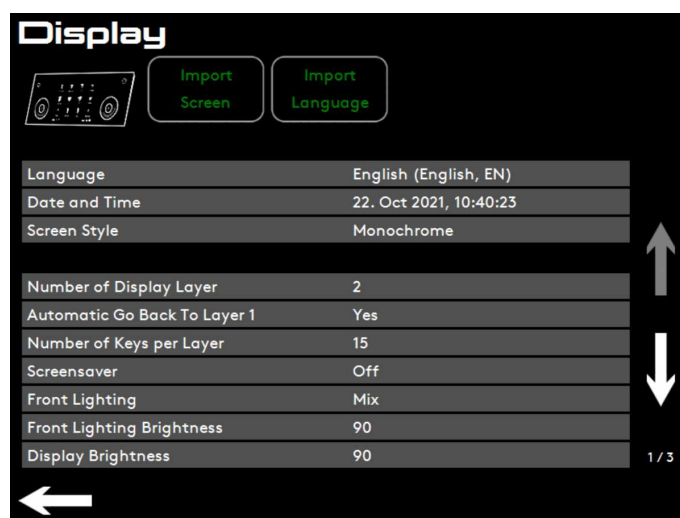 Display
Import
Screen
Import
Language
Language English (English, EN)
Date and Time 22. Oct 2021, 10:40:23
Screen Style Monochrome
Number of Display Layer 2
Automatic Go Back To Layer 1 Yes
Number of Keys per Layer 15
Screensaver Off
Front Lighting Mix
Front Lighting Brightness 90
Display Brightness 90
1/3